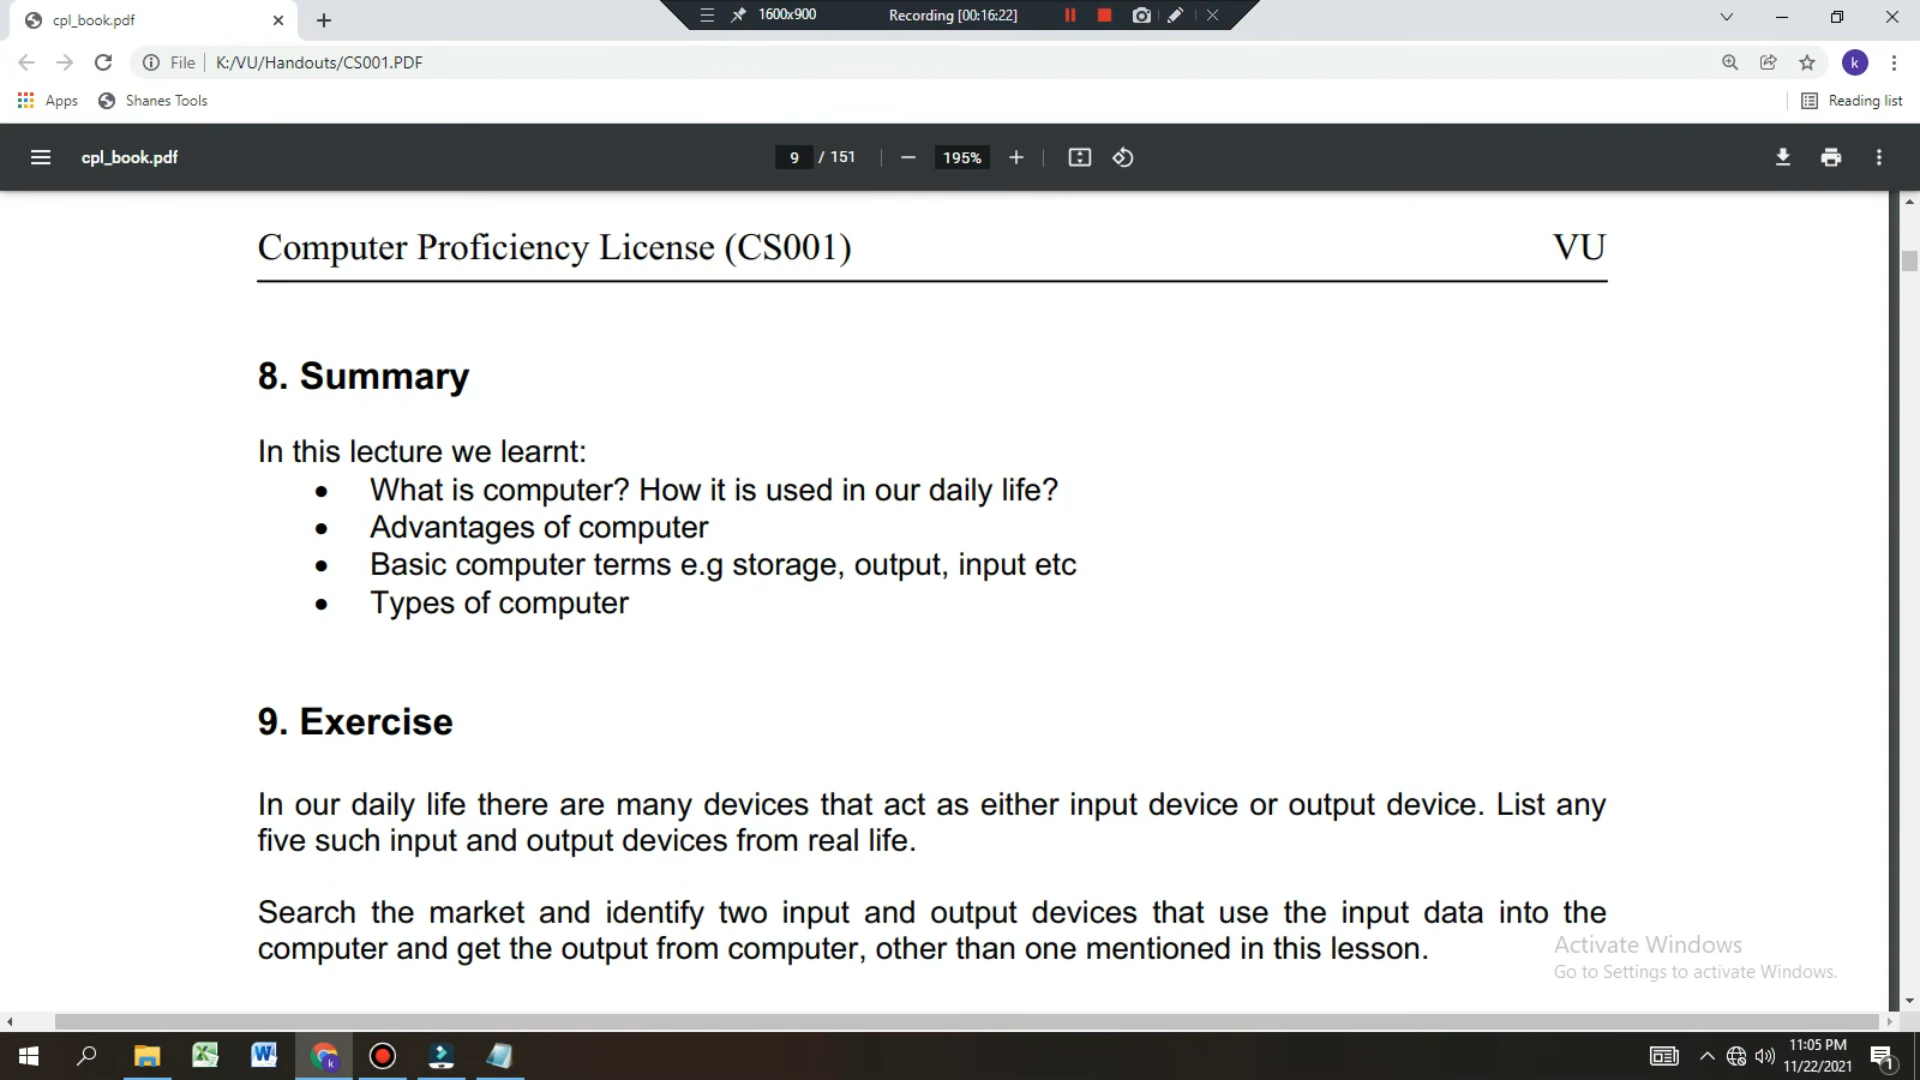 cpl_book.pdf
1600x900
Recording [00:16:22]
File
K:/VU/Handouts/CS001.PDF
k
Apps
Shanes Tools
Reading list
cpl_book.pdf
9 / 151
195%
Computer Proficiency License (CS001) VU
8. Summary
In this lecture we learnt:
• What is computer? How it is used in our daily life?
• Advantages of computer
• Basic computer terms e.g storage, output, input etc
• Types of computer
9. Exercise
In our daily life there are many devices that act as either input device or output device. List any
five such input and output devices from real life.
Search the market and identify two input and output devices that use the input data into the
computer and get the output from computer, other than one mentioned in this lesson.
Activate Windows
Go to Settings to activate Windows.
k
11:05 PM
11/22/2021
1